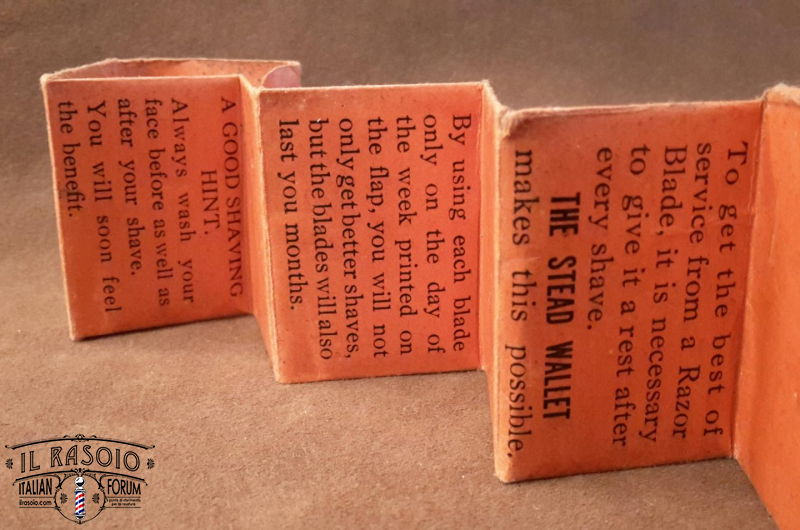 A GOOD SHAVING
HINT.
Always wash your
face before as well as
after your shave.
You will soon feel
the benefit.
By using each blade
only on the day of
the week printed on
the flap, you will not
only get better shaves,
but the blades will also
last you months.
To get the best of
service from a Razor
Blade, it is necessary
to give it a rest after
every shave.
THE STEAD WALLET
makes this possible.
IL RASOIO
ITALIAN FORUM
ilrasoio.com